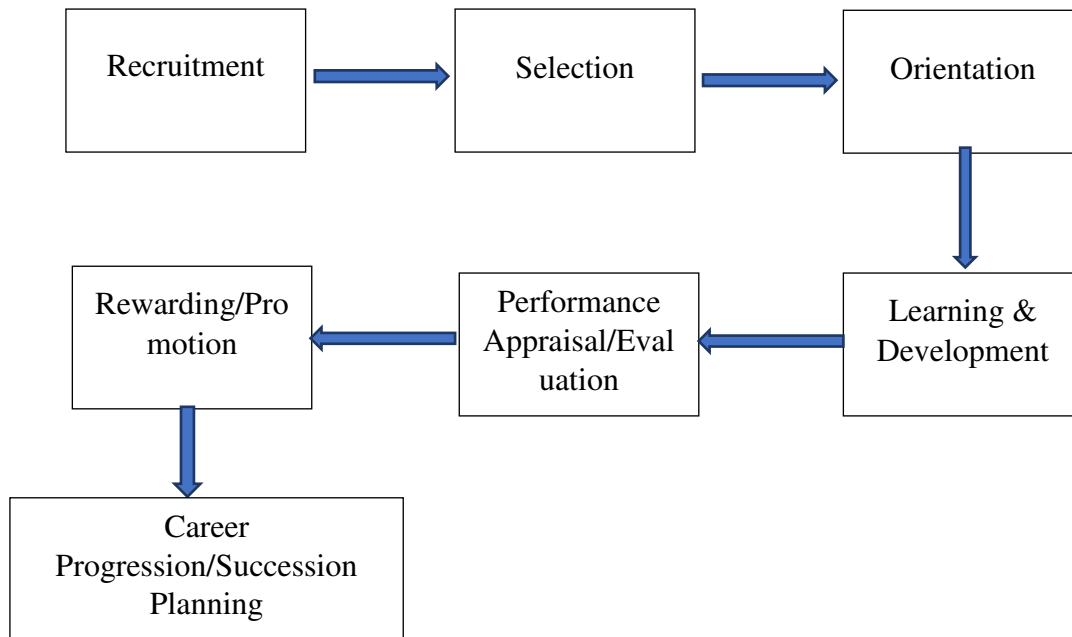 Recruitment
Selection
Orientation
Learning &
Development
Performance
Appraisal/Eval
uation
Rewarding/Pro
motion
Career
Progression/Succession
Planning